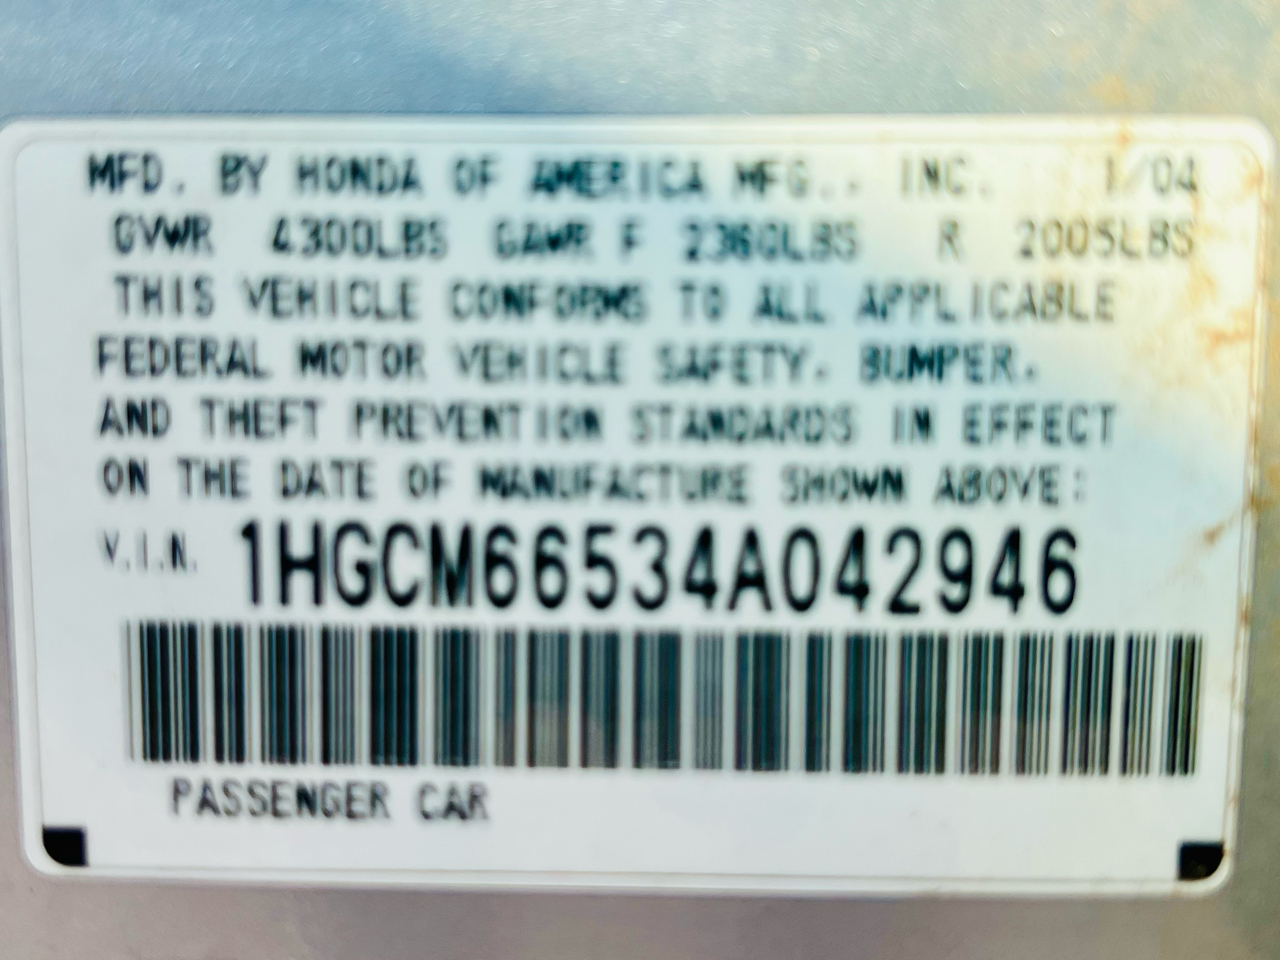 MFD. BY HONDA OF AMERICA MFG., INC. 1/04
GVWR 4300LBS GAWR F 2360LBS R 2005LBS
THIS VEHICLE CONFORMS TO ALL APPLICABLE
FEDERAL MOTOR VEHICLE SAFETY, BUMPER,
AND THEFT PREVENTION STANDARDS IN EFFECT
ON THE DATE OF MANUFACTURE SHOWN ABOVE:
V.I.N. 1HGCM66534A042946
PASSENGER CAR